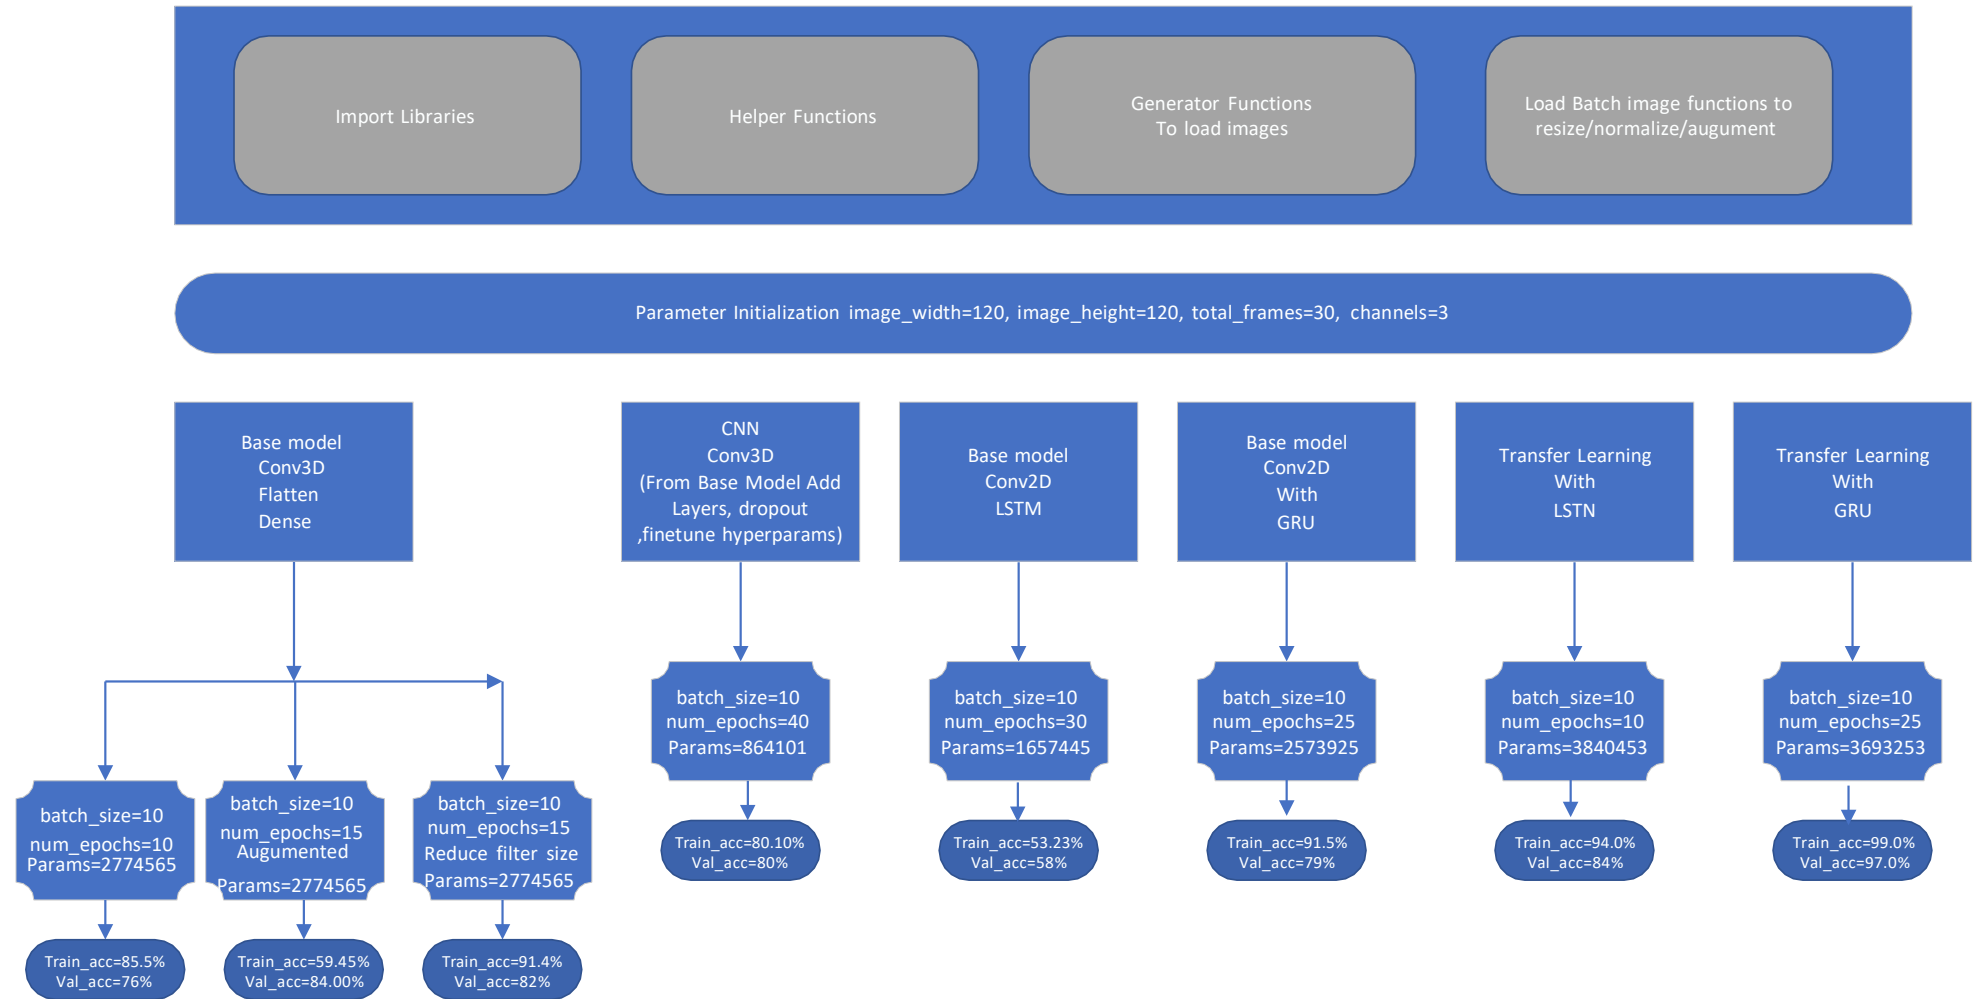 Import Libraries
Helper Functions
Generator Functions
To load images
Load Batch image functions to
resize/normalize/augument
Parameter Initialization image_width=120, image_height=120, total_frames=30, channels=3
Base model
Conv3D
Flatten
Dense
CNN
Conv3D
(From Base Model Add
Layers, dropout
,finetune hyperparams)
Base model
Conv2D
LSTM
Base model
Conv2D
With
GRU
Transfer Learning
With
LSTN
Transfer Learning
With
GRU
batch_size=10
num_epochs=40
Params=864101
batch_size=10
num_epochs=30
Params=1657445
batch_size=10
num_epochs=25
Params=2573925
batch_size=10
num_epochs=10
Params=3840453
batch_size=10
num_epochs=25
Params=3693253
batch_size=10
num_epochs=10
Params=2774565
batch_size=10
num_epochs=15
Augumented
Params=2774565
batch_size=10
num_epochs=15
Reduce filter size
Params=2774565
Train_acc=80.10%
Val_acc=80%
Train_acc=53.23%
Val_acc=58%
Train_acc=91.5%
Val_acc=79%
Train_acc=94.0%
Val_acc=84%
Train_acc=99.0%
Val_acc=97.0%
Train_acc=85.5%
Val_acc=76%
Train_acc=59.45%
Val_acc=84.00%
Train_acc=91.4%
Val_acc=82%